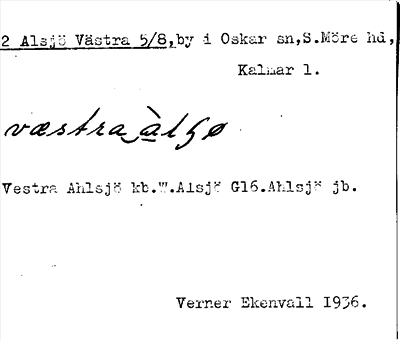 2 Alsjö Västra 5/8, by i Oskar sn, S.Möre hd,
Kalmar l.
væstra
Vestra Ahlsjö kb. W.Alsjö G16. Ahlsjö jb.
Verner Ekenvall 1936.